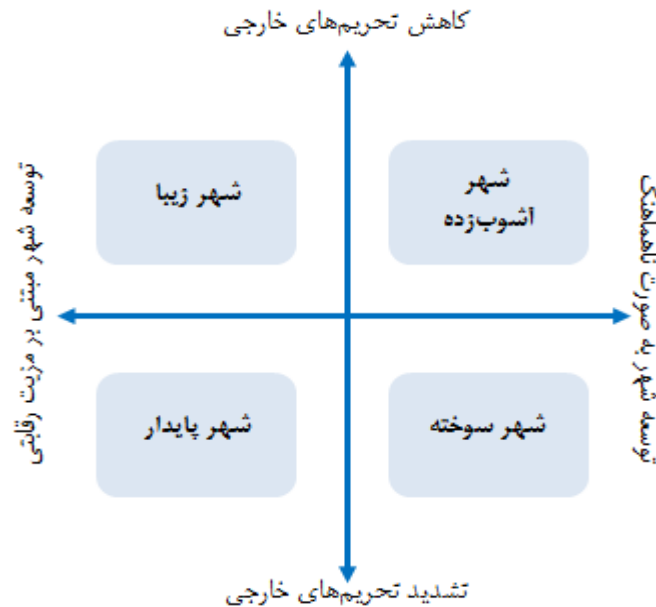 کاهش تحریم‌های خارجی
توسعه شهر به صورت ناهماهنگ
شهر
آشوب‌زده
شهر زیبا
توسعه شهر مبتنی بر مزیت رقابتی
شهر سوخته
شهر پایدار
تشدید تحریم‌های خارجی